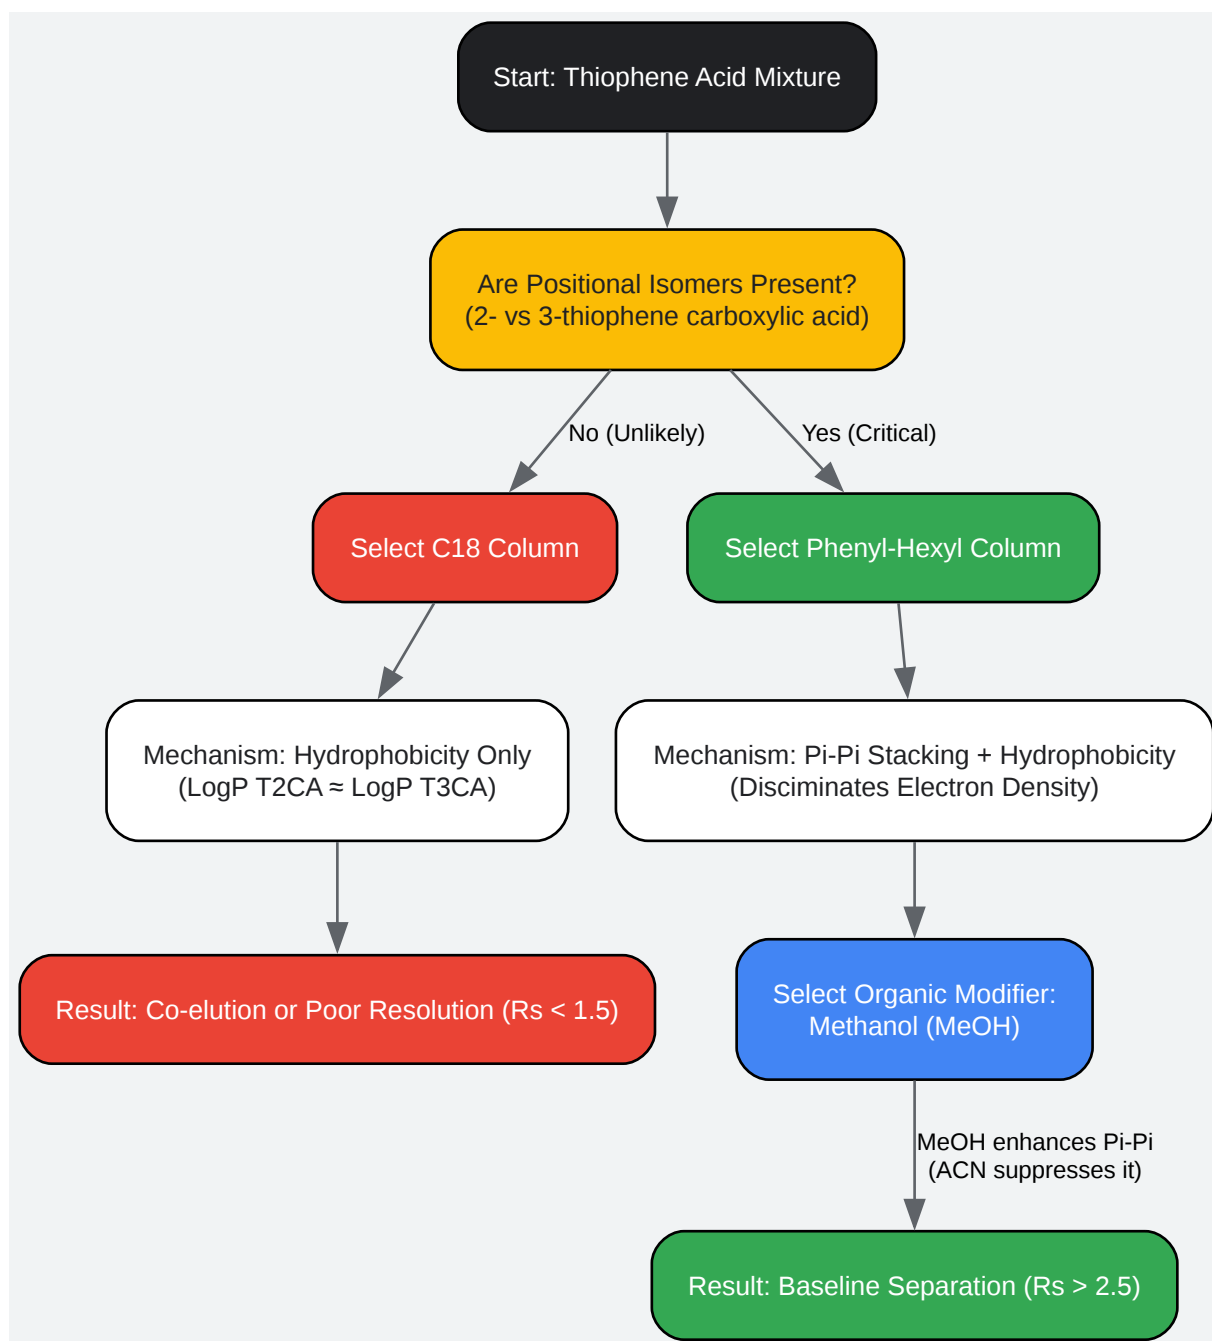 Start: Thiophene Acid Mixture
Are Positional Isomers Present?
(2- vs 3-thiophene carboxylic acid)
No (Unlikely)
Yes (Critical)
Select C18 Column
Select Phenyl-Hexyl Column
Mechanism: Hydrophobicity Only
(LogP T2CA ≈ LogP T3CA)
Mechanism: Pi-Pi Stacking + Hydrophobicity
(Disciminates Electron Density)
Result: Co-elution or Poor Resolution (Rs < 1.5)
Select Organic Modifier:
Methanol (MeOH)
MeOH enhances Pi-Pi
(ACN suppresses it)
Result: Baseline Separation (Rs > 2.5)